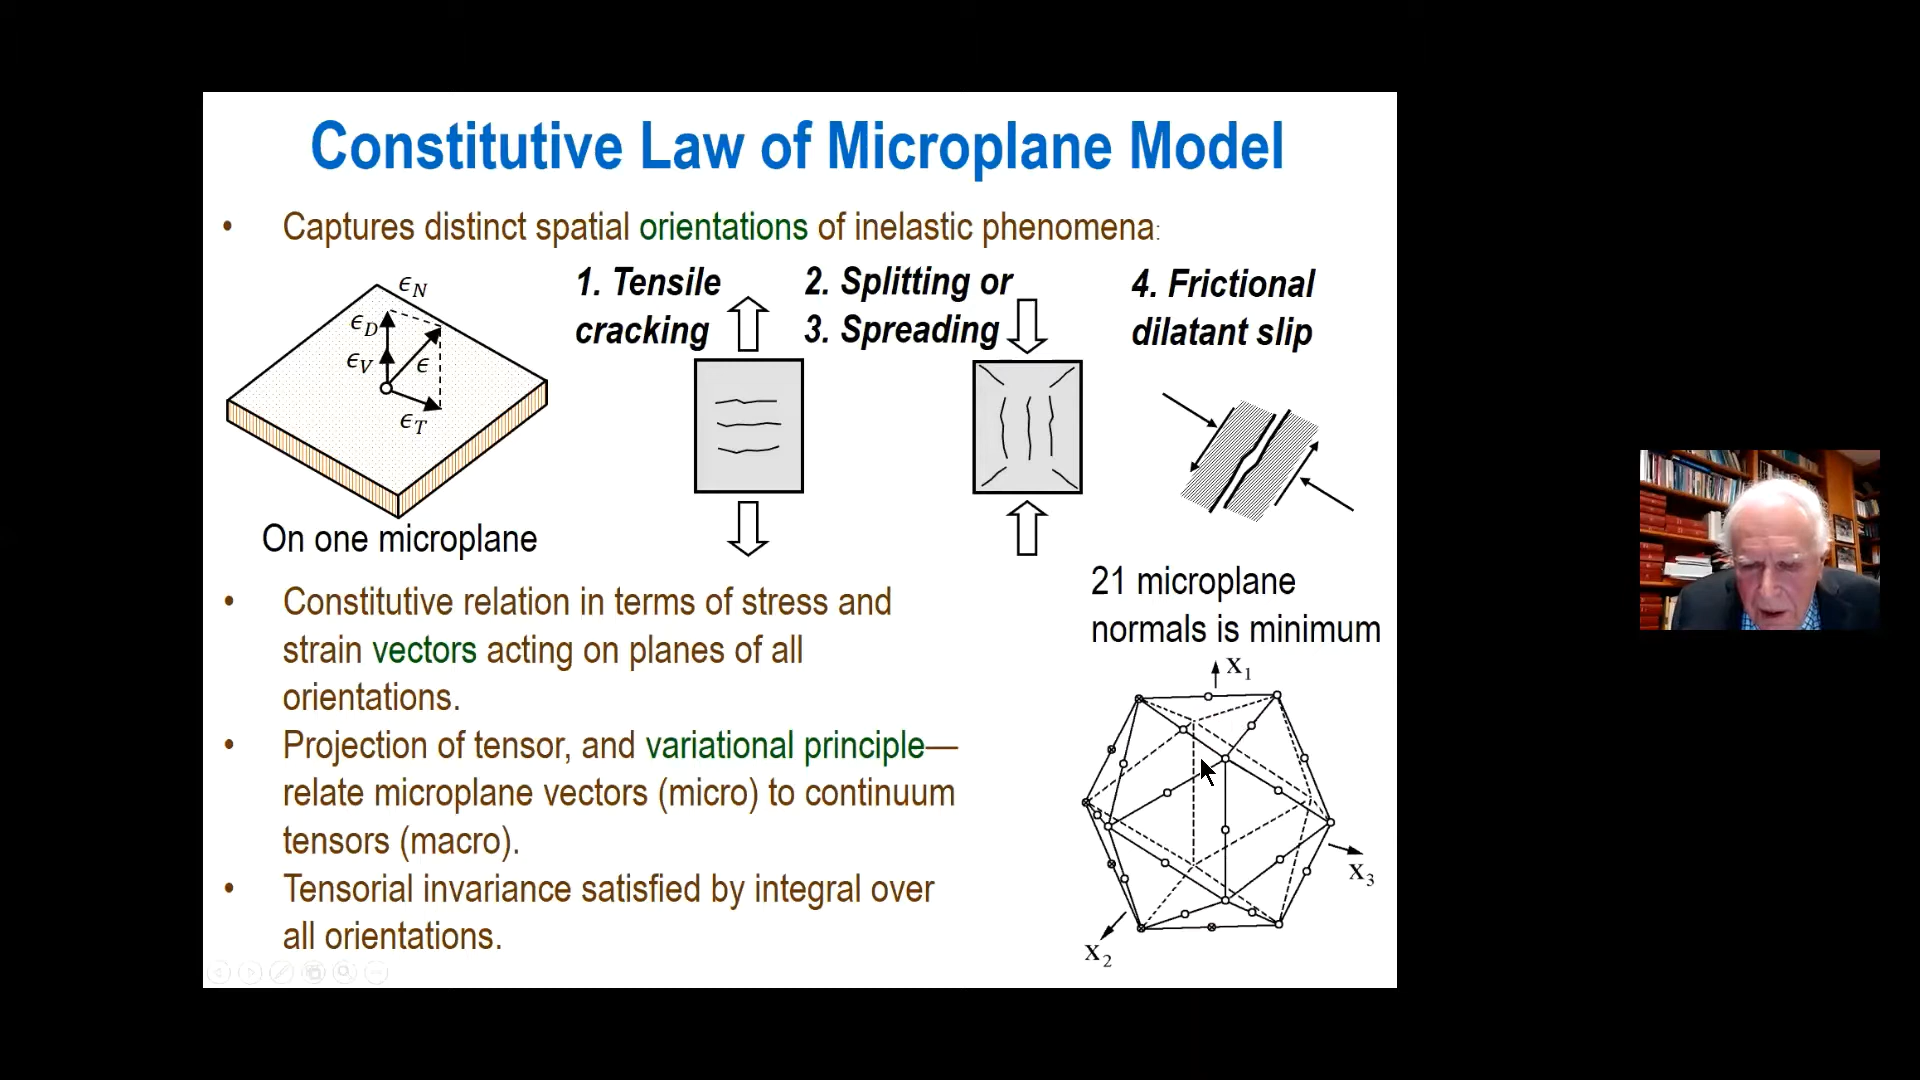 Constitutive Law of Microplane Model
• Captures distinct spatial orientations of inelastic phenomena:
ϵN
ϵD
ϵV
ϵ
ϵT
On one microplane
1. Tensile
cracking
2. Splitting or
3. Spreading
4. Frictional
dilatant slip
• Constitutive relation in terms of stress and
strain vectors acting on planes of all
orientations.
• Projection of tensor, and variational principle—
relate microplane vectors (micro) to continuum
tensors (macro).
• Tensorial invariance satisfied by integral over
all orientations.
21 microplane
normals is minimum
X1
X3
X2